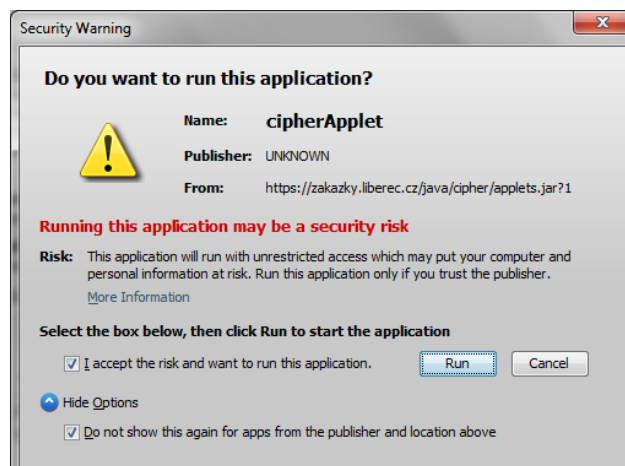 Security Warning
Do you want to run this application?
Name: cipherApplet
Publisher: UNKNOWN
From: https://zakazky.liberec.cz/java/cipher/applets.jar?1
Running this application may be a security risk
Risk: This application will run with unrestricted access which may put your computer and
personal information at risk. Run this application only if you trust the publisher.
More Information
Select the box below, then click Run to start the application
I accept the risk and want to run this application. Run Cancel
Hide Options
Do not show this again for apps from the publisher and location above